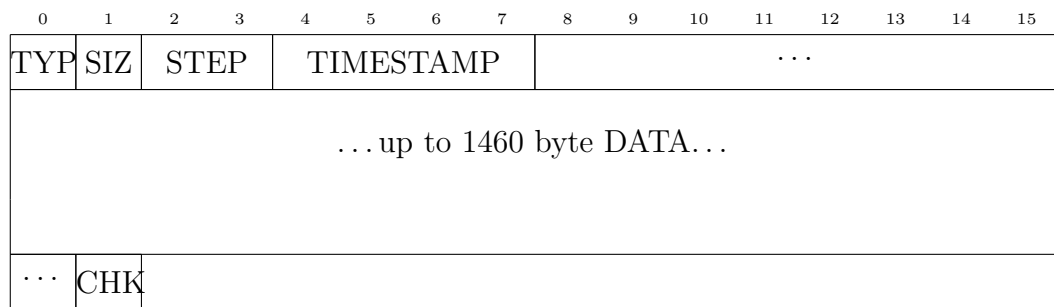 0 1 2 3 4 5 6 7 8 9 10 11 12 13 14 15
TYP SIZ STEP TIMESTAMP ...
...up to 1460 byte DATA...
... CHK